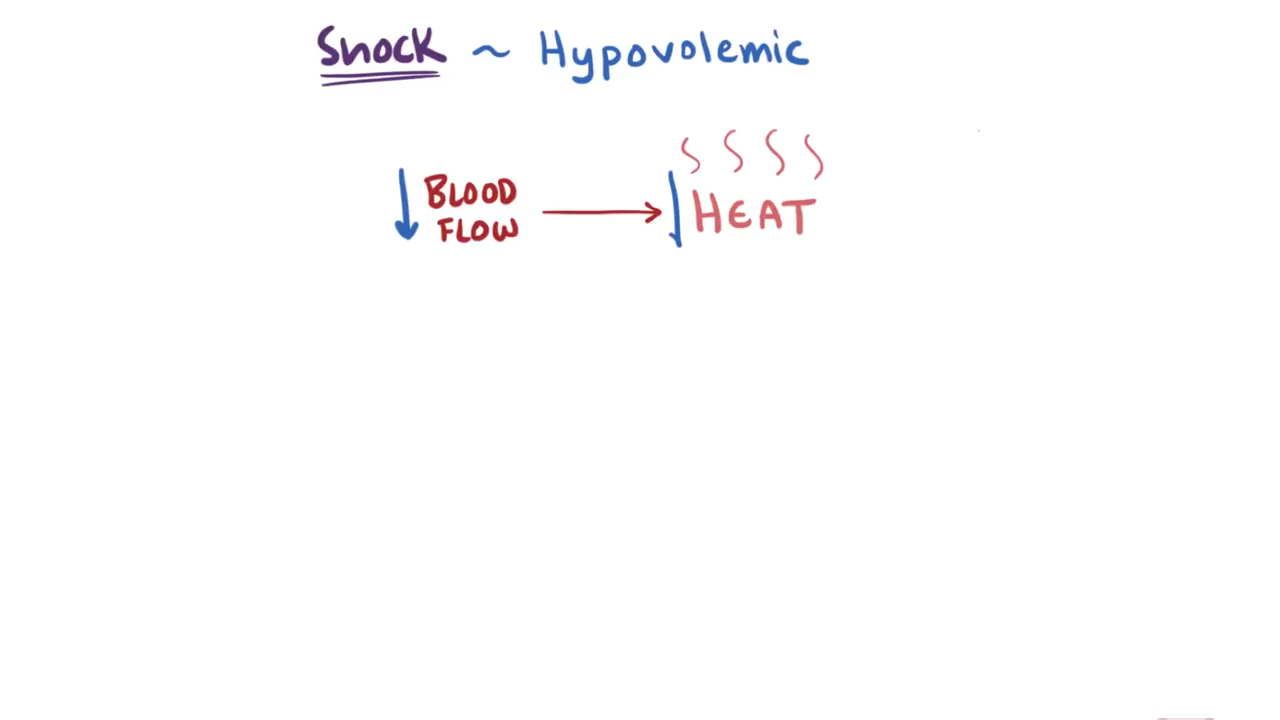 Shock ~ Hypovolemic
↓ BLOOD FLOW → ↓ HEAT